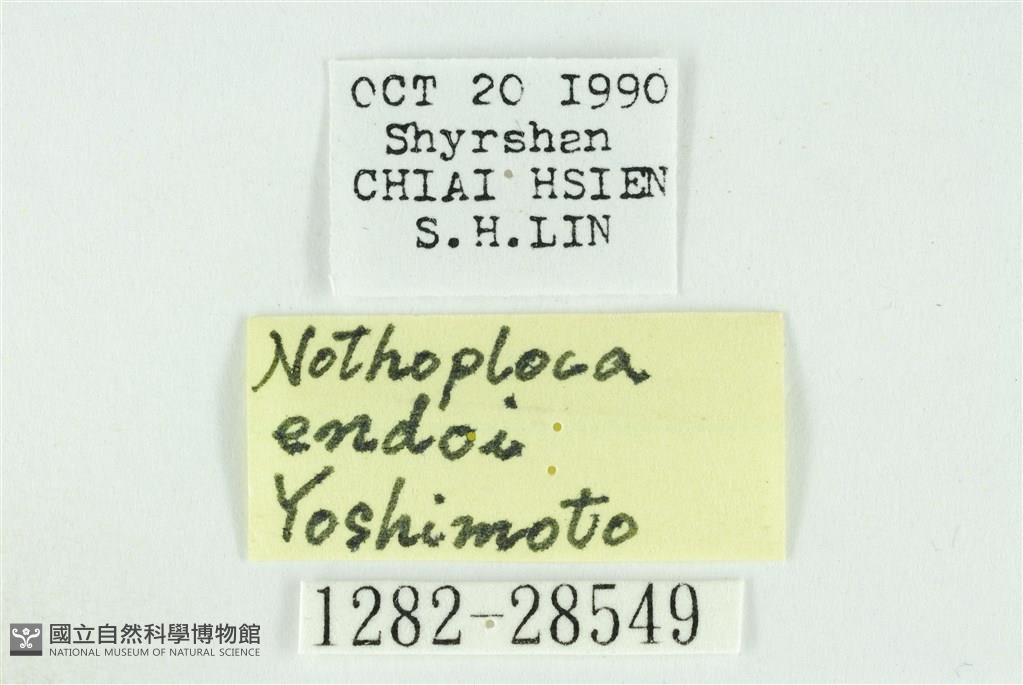 OCT 20 1990
Shyrshan
CHIAI HSIEN
S.H.LIN
Nothoploca
endoi
Yoshimoto
1282-28549
國立自然科學博物館
NATIONAL MUSEUM OF NATURAL SCIENCE